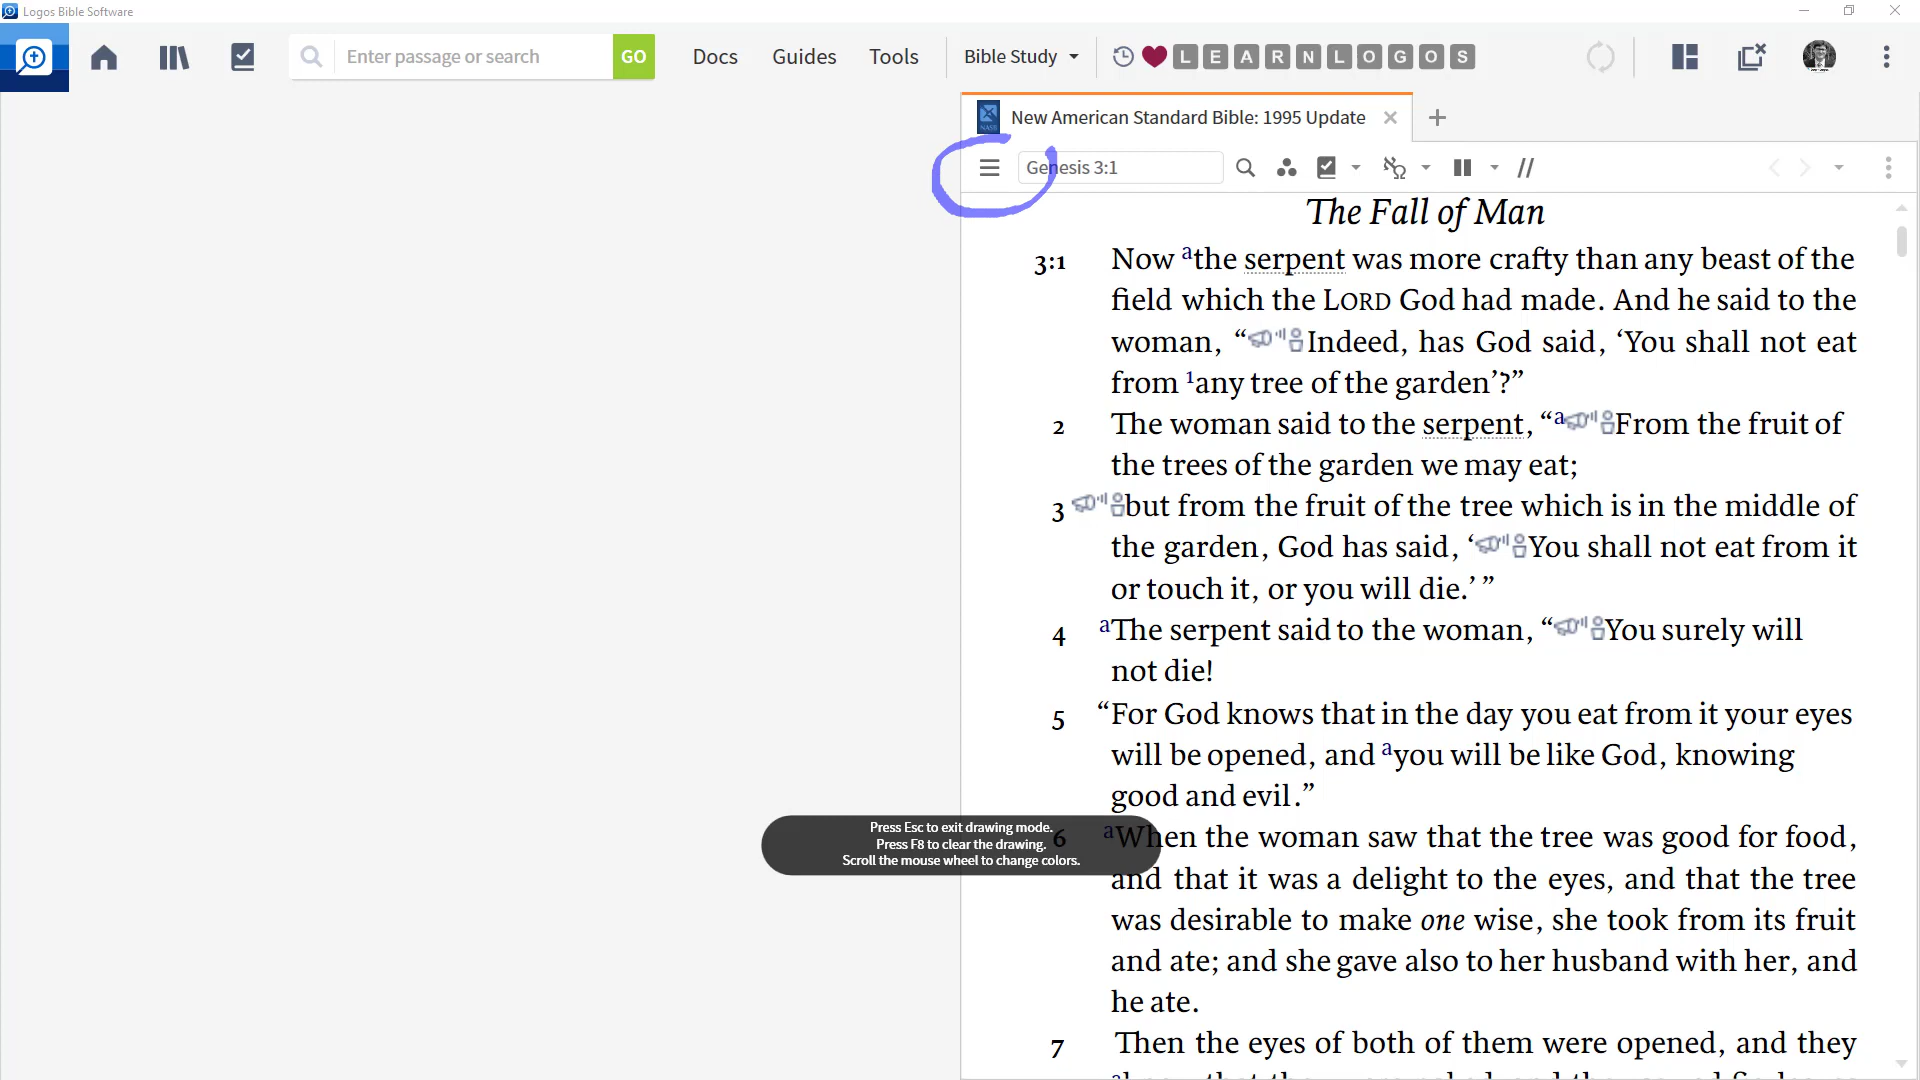 Logos Bible Software
Enter passage or search GO Docs Guides Tools Bible Study L E A R N L O G O S
New American Standard Bible: 1995 Update
Genesis 3:1
The Fall of Man
3:1 Now a the serpent was more crafty than any beast of the
field which the LORD God had made. And he said to the
woman, “Indeed, has God said, ‘You shall not eat
from 1 any tree of the garden’?”
2 The woman said to the serpent, “a From the fruit of
the trees of the garden we may eat;
3 but from the fruit of the tree which is in the middle of
the garden, God has said, ‘You shall not eat from it
or touch it, or you will die.’ ”
4 a The serpent said to the woman, “You surely will
not die!
5 “For God knows that in the day you eat from it your eyes
will be opened, and a you will be like God, knowing
good and evil.”
6 a When the woman saw that the tree was good for food,
and that it was a delight to the eyes, and that the tree
was desirable to make one wise, she took from its fruit
and ate; and she gave also to her husband with her, and
he ate.
7 Then the eyes of both of them were opened, and they
Press Esc to exit drawing mode.
Press F8 to clear the drawing.
Scroll the mouse wheel to change colors.